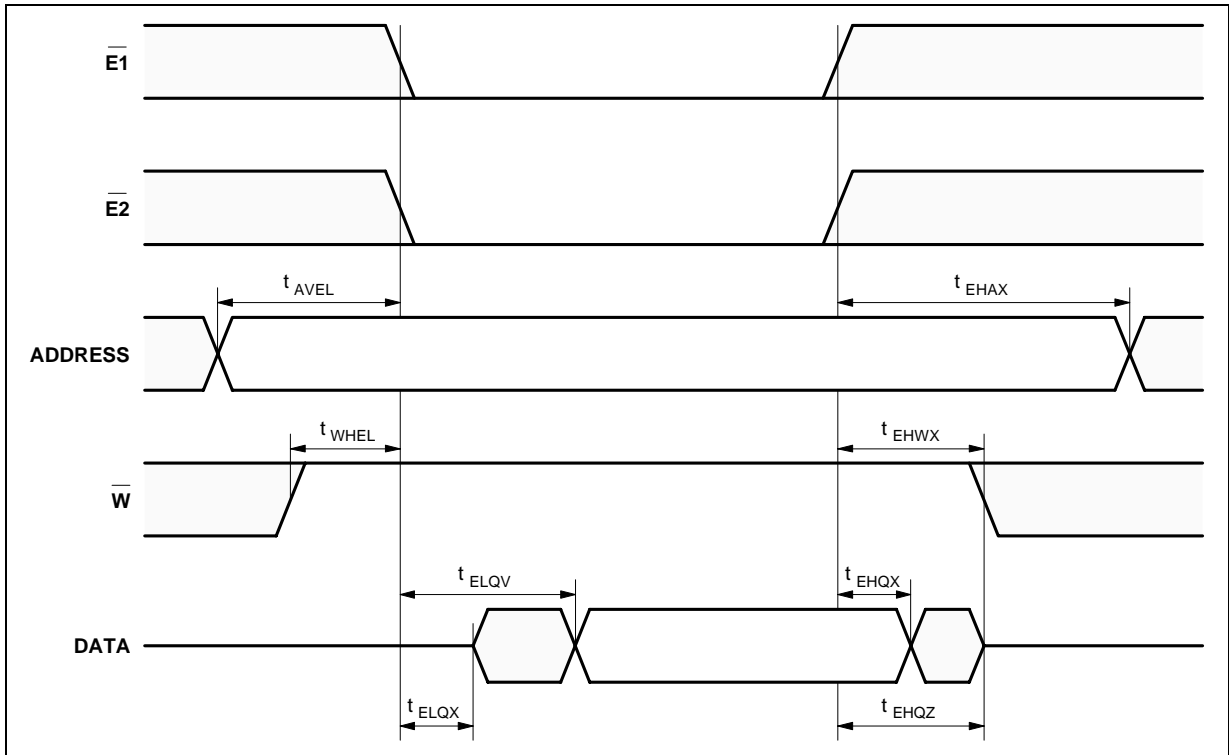 E1
E2
t AVEL
t EHAX
ADDRESS
t WHEL
t EHWX
W
t ELQV
t EHQX
DATA
t ELQX
t EHQZ